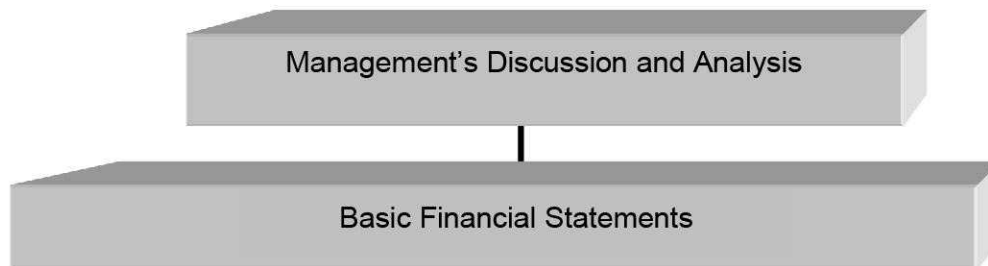 Management’s Discussion and Analysis
Basic Financial Statements